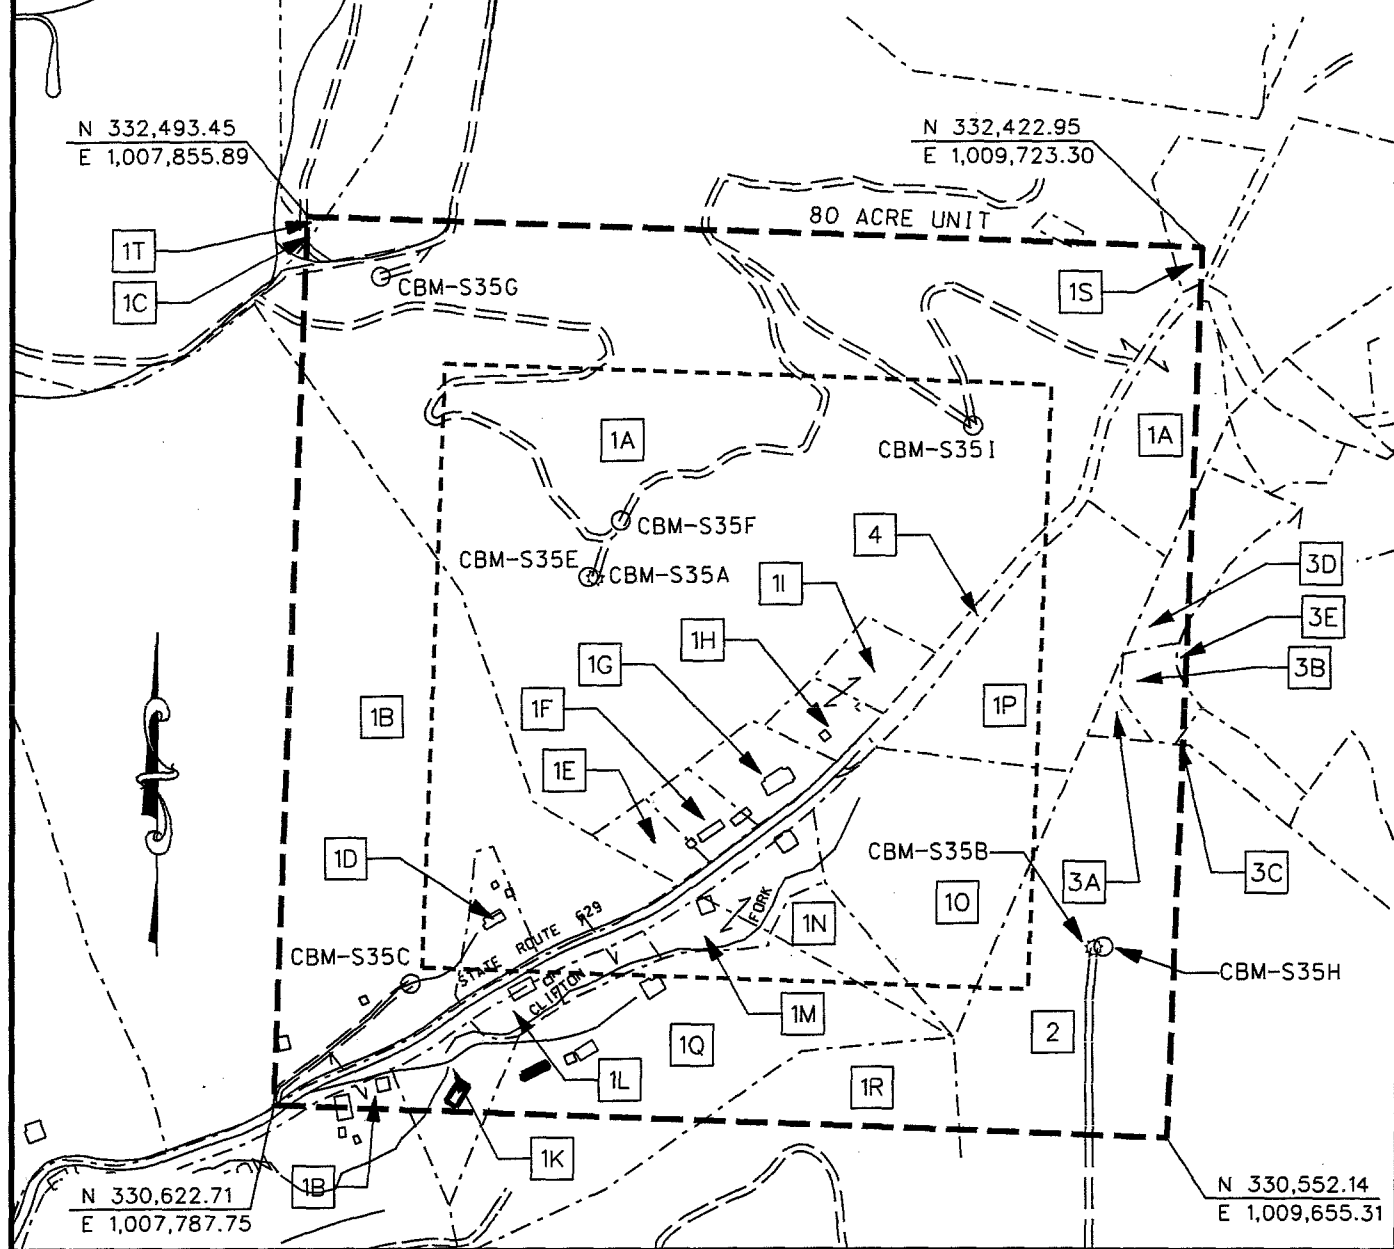 N 332,493.45
E 1,007,855.89
N 332,422.95
E 1,009,723.30
80 ACRE UNIT
1T
1C
CBM-S35G
1S
1A
CBM-S35I
1A
CBM-S35F
CBM-S35E
CBM-S35A
4
1I
3D
3E
1H
1G
3B
1B
1F
1P
1E
1D
CBM-S35B
3A
3C
1O
FORK
1N
STATE ROUTE 629
CBM-S35C
CBM-S35H
CLIFTON
1M
1Q
2
1L
1R
1K
1B
N 330,622.71
E 1,007,787.75
N 330,552.14
E 1,009,655.31